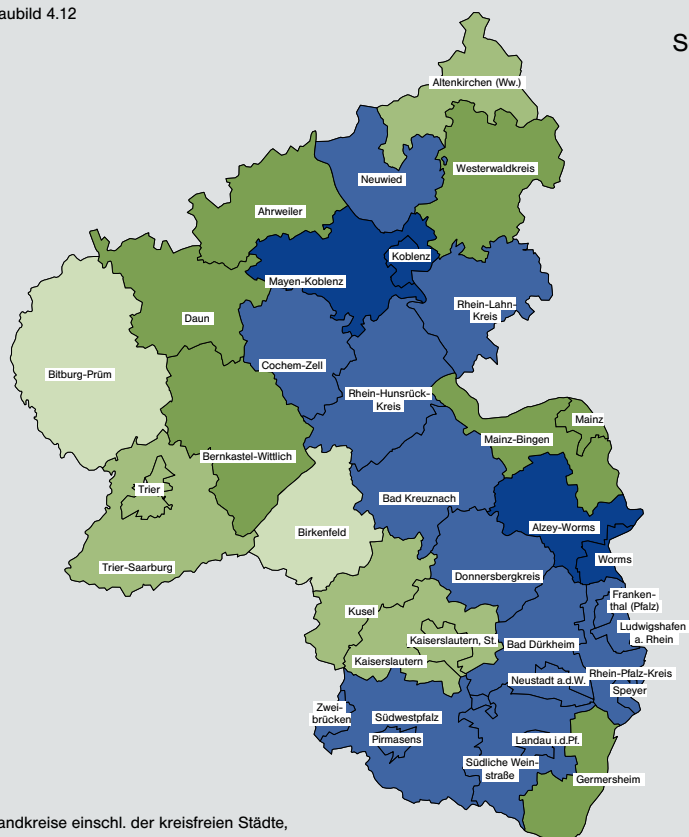 aubild 4.12
S
Altenkirchen (Ww.)
Westerwaldkreis
Neuwied
Ahrweiler
Koblenz
Mayen-Koblenz
Rhein-Lahn-
Kreis
Daun
Cochem-Zell
Bitburg-Prüm
Rhein-Hunsrück-
Kreis
Mainz
Mainz-Bingen
Bernkastel-Wittlich
Trier
Bad Kreuznach
Alzey-Worms
Birkenfeld
Worms
Trier-Saarburg
Donnersbergkreis
Franken-
thal (Pfalz)
Kusel
Ludwigshafen
a. Rhein
Kaiserslautern, St.
Bad Dürkheim
Kaiserslautern
Rhein-Pfalz-Kreis
Neustadt a.d.W.
Speyer
Zwei-
brücken
Südwestpfalz
Pirmasens
Landau i.d.Pf.
Südliche Wein-
straße
Germersheim
andkreise einschl. der kreisfreien Städte,